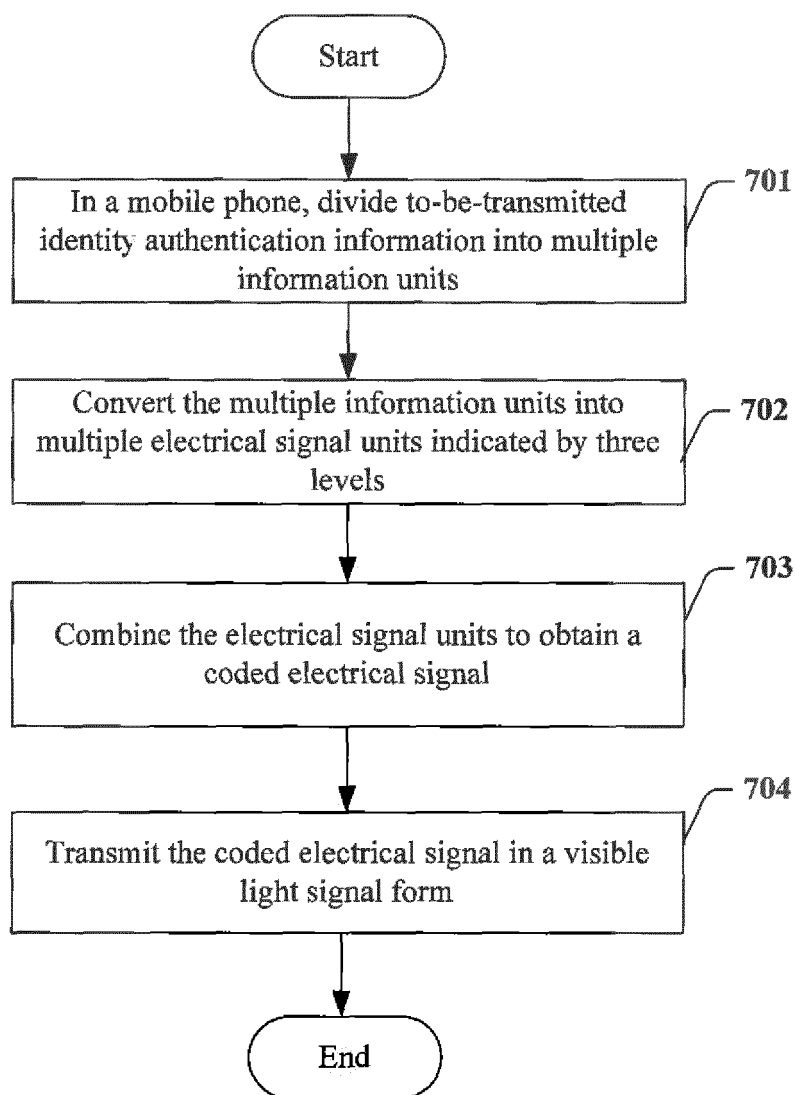 Start
701
In a mobile phone, divide to-be-transmitted
identity authentication information into multiple
information units
702
Convert the multiple information units into
multiple electrical signal units indicated by three
levels
703
Combine the electrical signal units to obtain a
coded electrical signal
704
Transmit the coded electrical signal in a visible
light signal form
End